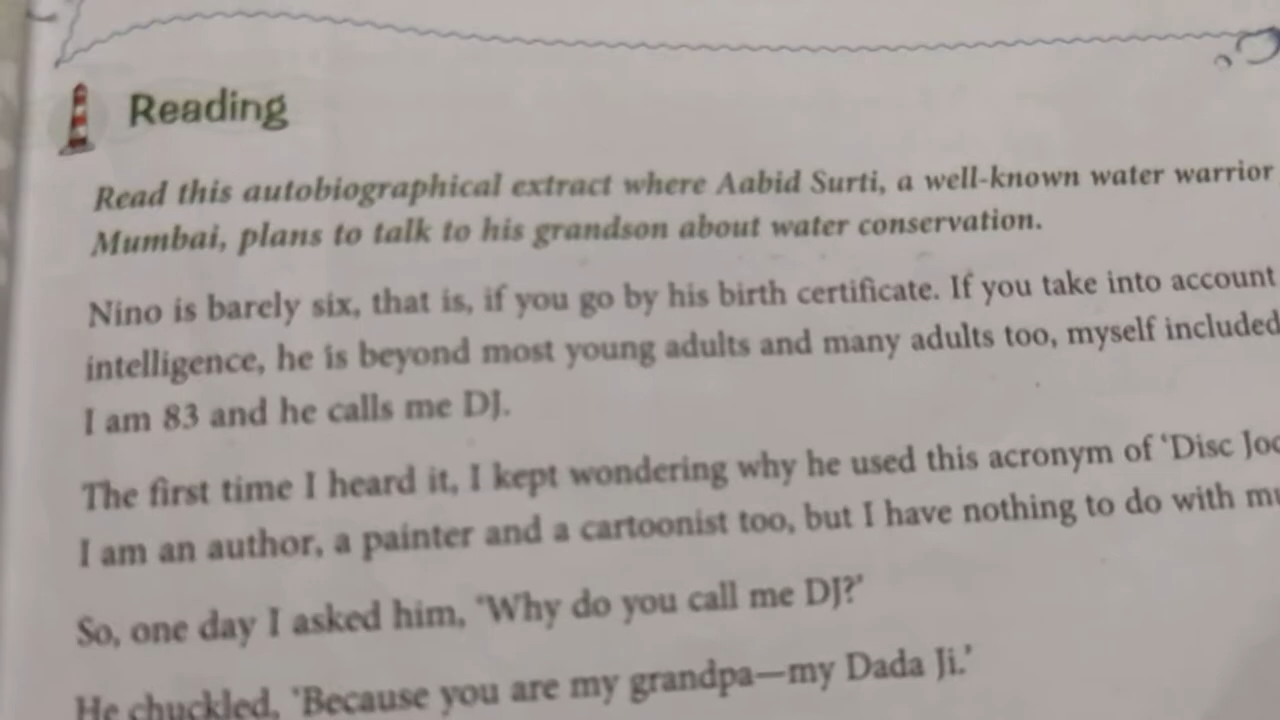 Reading
Read this autobiographical extract where Aabid Surti, a well-known water warrior
Mumbai, plans to talk to his grandson about water conservation.
Nino is barely six, that is, if you go by his birth certificate. If you take into account
intelligence, he is beyond most young adults and many adults too, myself included
I am 83 and he calls me DJ.
The first time I heard it, I kept wondering why he used this acronym of ‘Disc
I am an author, a painter and a cartoonist too, but I have nothing to do with
So, one day I asked him, ‘Why do you call me DJ?’
He chuckled, ‘Because you are my grandpa—my Dada Ji.’